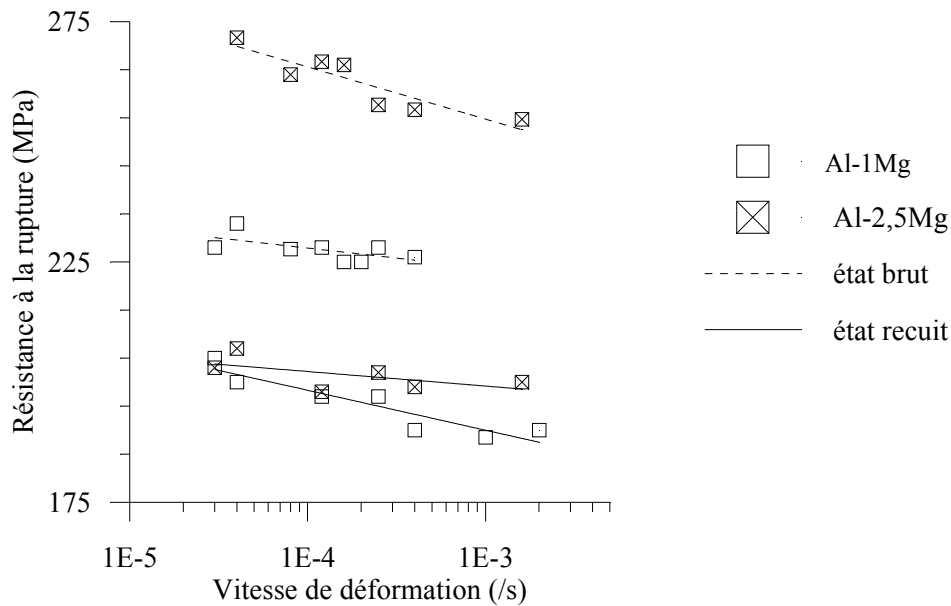 275
225
175
Résistance à la rupture (MPa)
1E-5
1E-4
1E-3
Vitesse de déformation (/s)
Al-1Mg
Al-2,5Mg
état brut
état recuit